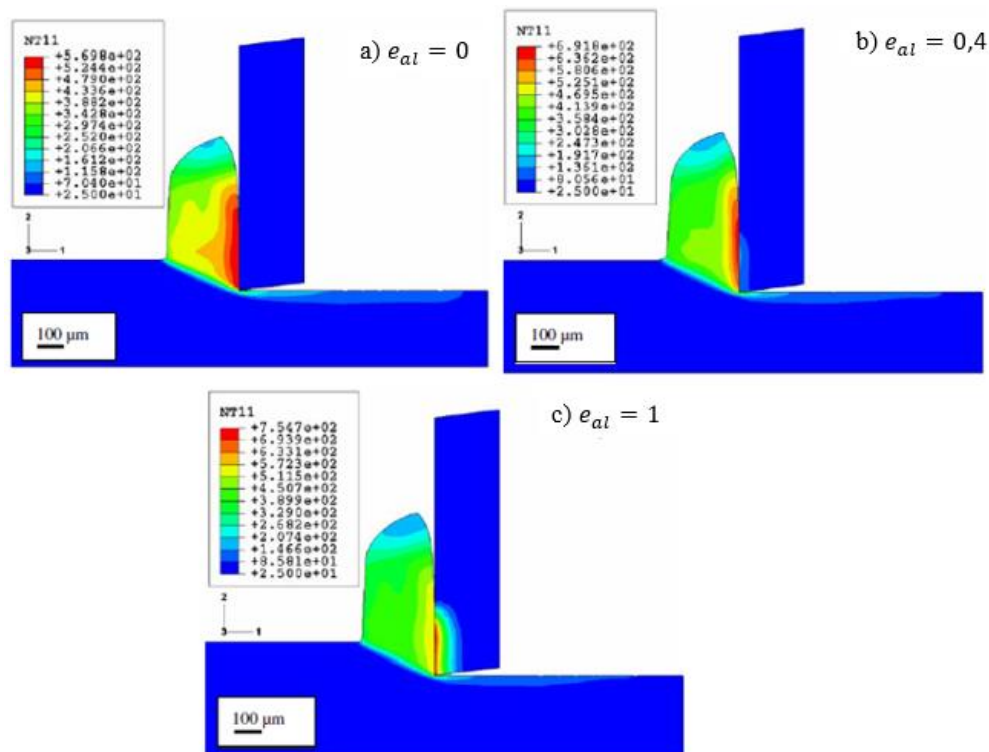 NT11
+5.698e+02
+5.244e+02
+4.790e+02
+4.336e+02
+3.882e+02
+3.428e+02
+2.974e+02
+2.520e+02
+2.066e+02
+1.612e+02
+1.158e+02
+7.040e+01
+2.500e+01
a) e_{al} = 0
2
3 1
100 µm
NT11
+6.918e+02
+6.362e+02
+5.806e+02
+5.251e+02
+4.695e+02
+4.139e+02
+3.584e+02
+3.028e+02
+2.473e+02
+1.917e+02
+1.361e+02
+8.056e+01
+2.500e+01
b) e_{al} = 0,4
2
3 1
100 µm
NT11
+7.547e+02
+6.939e+02
+6.331e+02
+5.723e+02
+5.115e+02
+4.507e+02
+3.899e+02
+3.290e+02
+2.682e+02
+2.074e+02
+1.466e+02
+8.581e+01
+2.500e+01
c) e_{al} = 1
2
3 1
100 µm